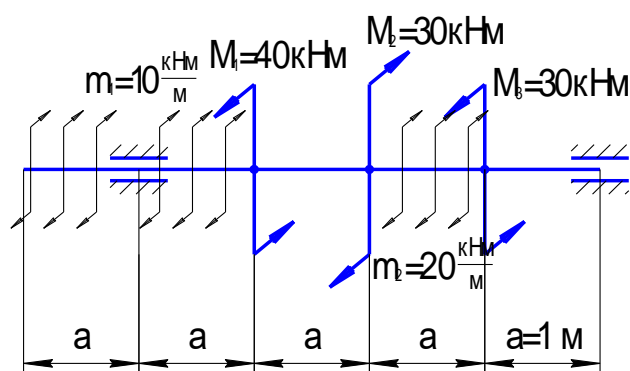 M₂=30кНм
M₁=40кНм
m₁=10 кНм/м
M₃=30кНм
m₂=20 кНм/м
a a a a a=1 м